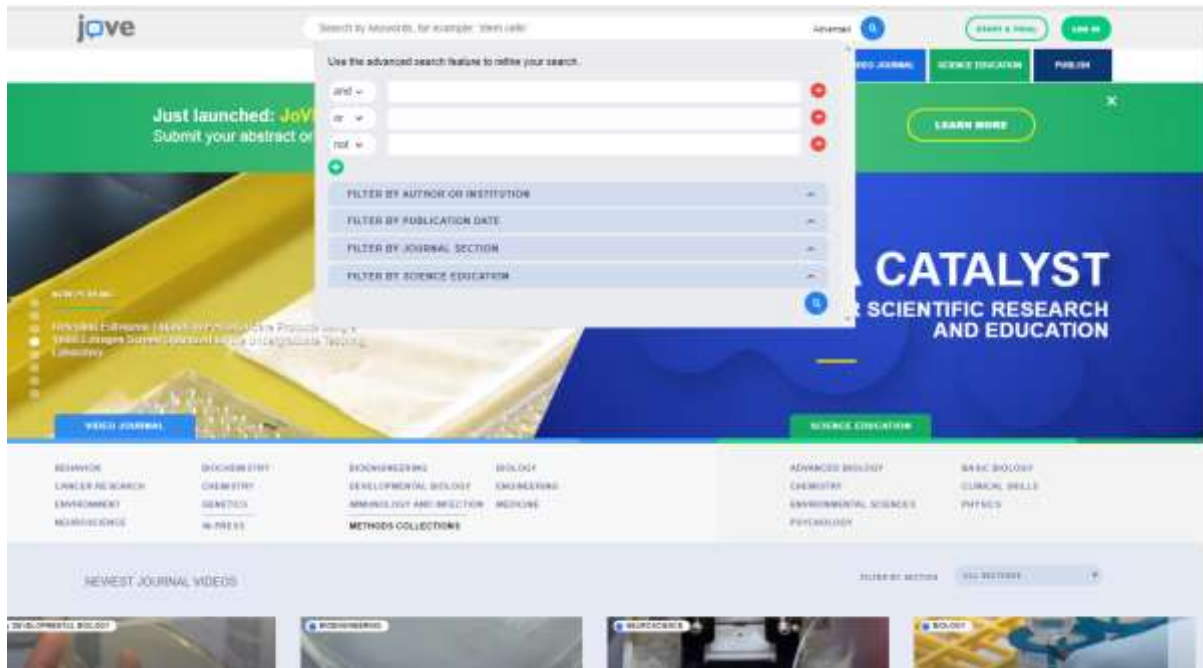 jove
Search by keywords, for example: 'stem cells'
Advanced
START A TRIAL
LOG IN
Use the advanced search feature to refine your search.
VIDEO JOURNAL
SCIENCE EDUCATION
PUBLISH
and
or
not
Just launched: JoV
Submit your abstract or
LEARN MORE
FILTER BY AUTHOR OR INSTITUTION
FILTER BY PUBLICATION DATE
FILTER BY JOURNAL SECTION
FILTER BY SCIENCE EDUCATION
CATALYST
SCIENTIFIC RESEARCH
AND EDUCATION
NOW PLAYING
VIDEO JOURNAL
SCIENCE EDUCATION
BEHAVIOR
BIOCHEMISTRY
BIOENGINEERING
BIOLOGY
CANCER RESEARCH
CHEMISTRY
DEVELOPMENTAL BIOLOGY
ENGINEERING
ENVIRONMENT
GENETICS
IMMUNOLOGY AND INFECTION
MEDICINE
NEUROSCIENCE
IN-PRESS
METHODS COLLECTIONS
ADVANCED BIOLOGY
BASIC BIOLOGY
CHEMISTRY
CLINICAL SKILLS
ENVIRONMENTAL SCIENCES
PHYSICS
PSYCHOLOGY
NEWEST JOURNAL VIDEOS
FILTER BY SECTION
ALL SECTIONS
DEVELOPMENTAL BIOLOGY
BIOENGINEERING
NEUROSCIENCE
BIOLOGY